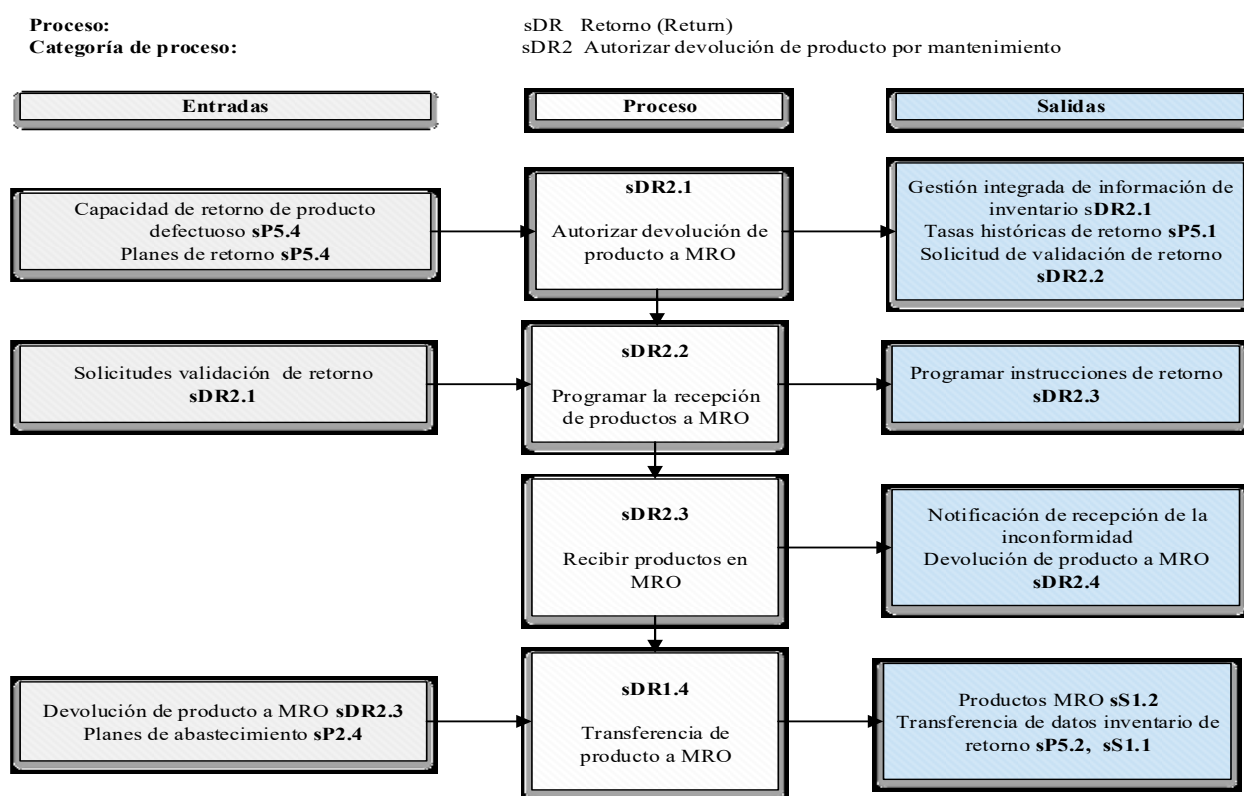 Proceso: sDR Retorno (Return)
Categoría de proceso: sDR2 Autorizar devolución de producto por mantenimiento
Entradas
Proceso
Salidas
Capacidad de retorno de producto
defectuoso sP5.4
Planes de retorno sP5.4
sDR2.1
Autorizar devolución de
producto a MRO
Gestión integrada de información de
inventario sDR2.1
Tasas históricas de retorno sP5.1
Solicitud de validación de retorno
sDR2.2
Solicitudes validación de retorno
sDR2.1
sDR2.2
Programar la recepción
de productos a MRO
Programar instrucciones de retorno
sDR2.3
sDR2.3
Recibir productos en
MRO
Notificación de recepción de la
inconformidad
Devolución de producto a MRO
sDR2.4
Devolución de producto a MRO sDR2.3
Planes de abastecimiento sP2.4
sDR1.4
Transferencia de
producto a MRO
Productos MRO sS1.2
Transferencia de datos inventario de
retorno sP5.2, sS1.1